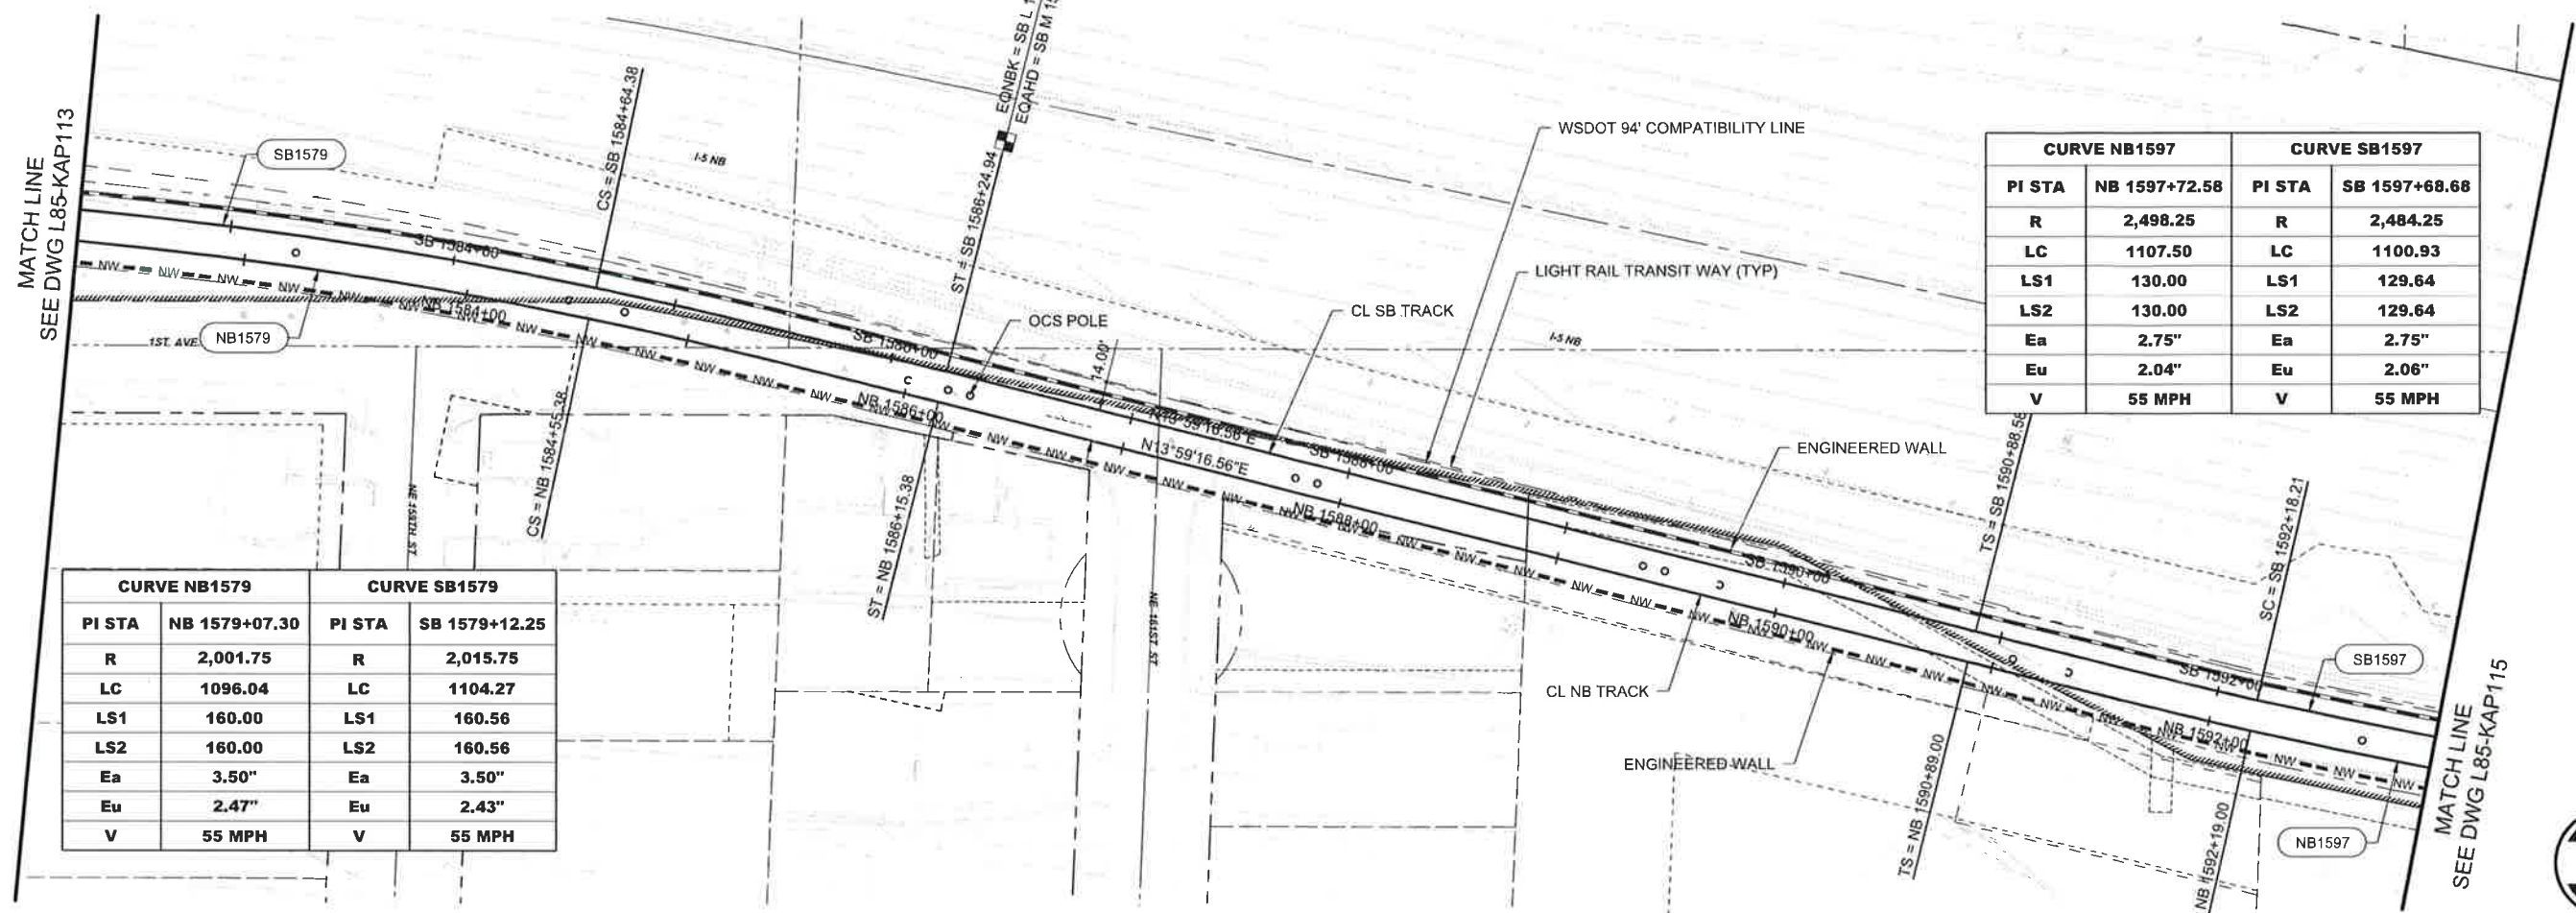 MATCH LINE
SEE DWG L85-KAP113
SB1579
NB1579
1ST. AVE
SB 1584+00
NB 1584+00
CS = SB 1584+64.38
CS = NB 1584+55.38
I-5 NB
EQNBK = SB L
EQAHD = SB M
ST = SB 1586+24.94
ST = NB 1586+15.38
SB 1586+00
NB 1586+00
OCS POLE
14.00'
CL SB TRACK
LIGHT RAIL TRANSIT WAY (TYP)
WSDOT 94' COMPATIBILITY LINE
I-5 NB
N13°59'16.56"E
N13°59'16.56"E
SB 1588+00
NB 1588+00
ENGINEERED WALL
SB 1590+00
NB 1590+00
CL NB TRACK
ENGINEERED WALL
TS = SB 1590+88.58
TS = NB 1590+89.00
SC = SB 1592+18.21
NB 1592+19.00
SB 1592+00
NB 1592+00
SB1597
NB1597
MATCH LINE
SEE DWG L85-KAP115
NE 159TH ST
NE 161ST ST
CURVE NB1597 CURVE SB1597
PI STA NB 1597+72.58 PI STA SB 1597+68.68
R 2,498.25 R 2,484.25
LC 1107.50 LC 1100.93
LS1 130.00 LS1 129.64
LS2 130.00 LS2 129.64
Ea 2.75" Ea 2.75"
Eu 2.04" Eu 2.06"
V 55 MPH V 55 MPH
CURVE NB1579 CURVE SB1579
PI STA NB 1579+07.30 PI STA SB 1579+12.25
R 2,001.75 R 2,015.75
LC 1096.04 LC 1104.27
LS1 160.00 LS1 160.56
LS2 160.00 LS2 160.56
Ea 3.50" Ea 3.50"
Eu 2.47" Eu 2.43"
V 55 MPH V 55 MPH